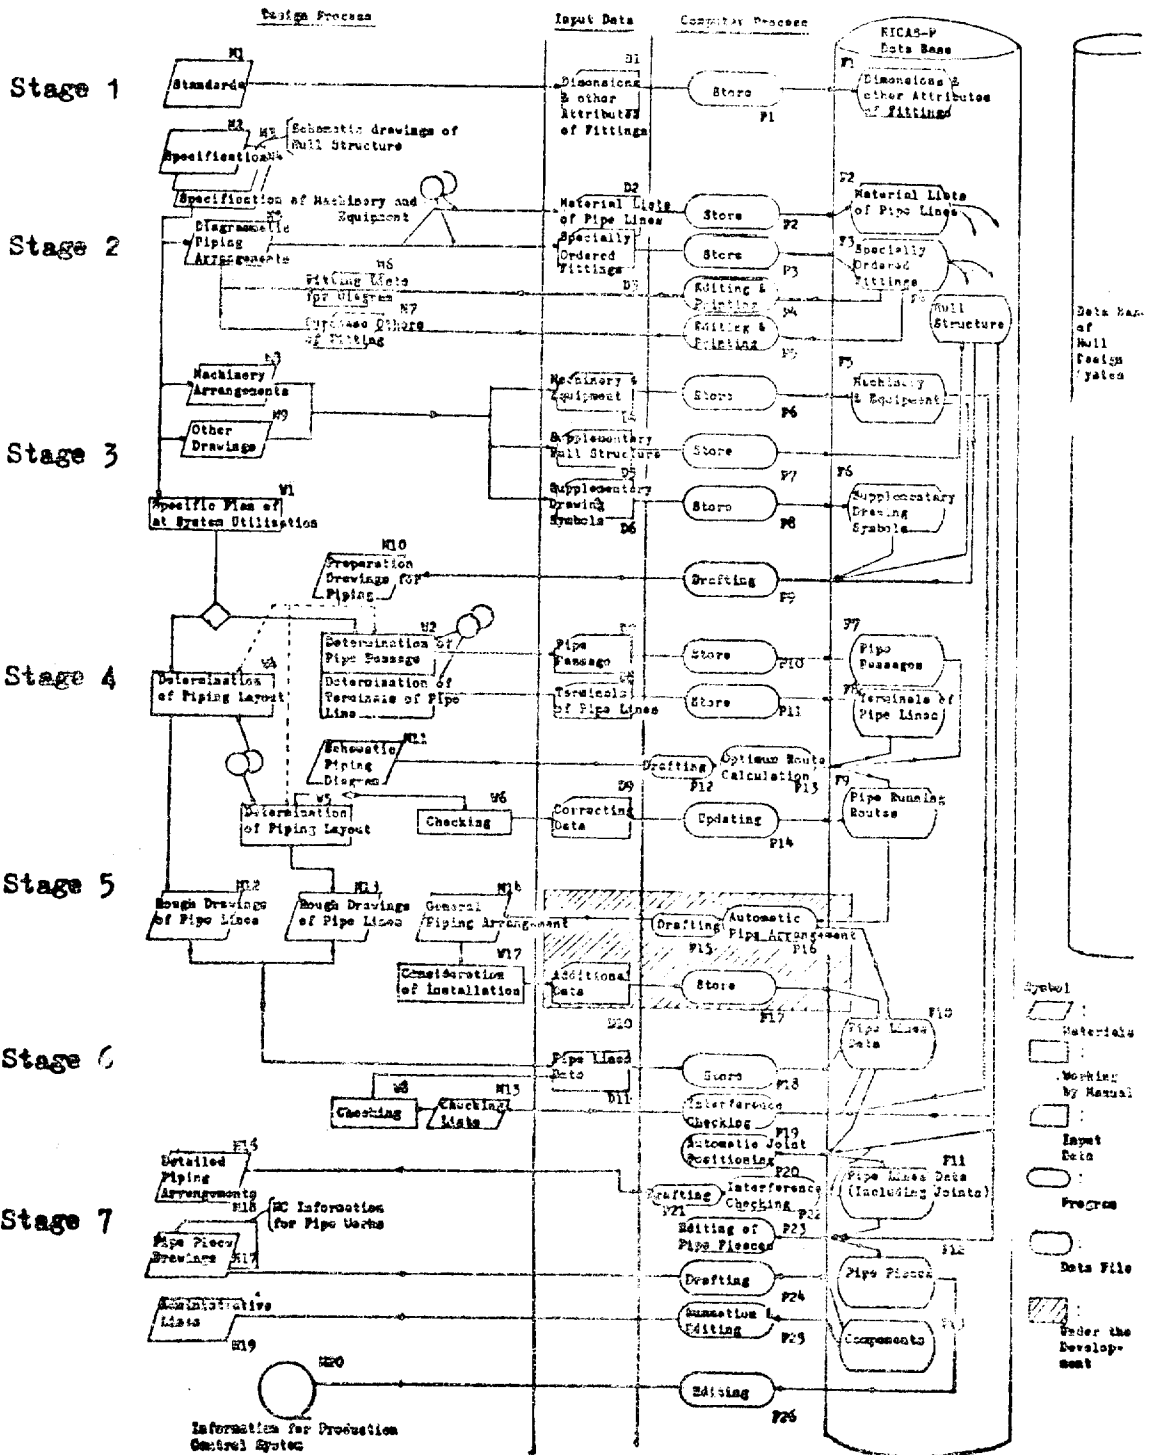 Design Process
Input Data
Computer Process
Data Base
Stage 1
M1
Standards
D1
Dimensions
& other
Attributes
of Fittings
Store
P1
F1
Dimensions &
other Attributes
of Fittings
M2
Specification
M3
Schematic drawings of
Hull Structure
M4
Specification of Machinery and
Equipment
Stage 2
Diagrammatic
Piping
Arrangements
D2
Material Lists
of Pipe Lines
Store
P2
F2
Material Lists
of Pipe Lines
Specially
Ordered
Fittings
D3
Store
P3
F3
Specially
Ordered
Fittings
M6
Fitting Lists
for Diagram
Editing &
Printing
P4
M7
of Fitting
Editing &
Printing
P5
Hull
Structure
Data
of
Hull
Design
System
Stage 3
Machinery
Arrangements
M9
Other
Drawings
Machinery &
Equipment
Store
P6
F5
Machinery
& Equipment
Supplementary
Hull Structure
D5
Store
P7
F6
Supplementary
Drawing
Symbols
D6
Store
P8
Supplementary
Drawing
Symbols
W1
Specific Plan of
at System Utilization
M10
Preparation
Drawings for
Piping
Drafting
P9
Stage 4
W4
Determination
of Piping Layout
W2
Determination of
Pipe Passage
Determination of
Terminals of Pipe
Line
Pipe
Passage
Store
P10
F7
Pipe
Passages
Terminals
of Pipe Lines
Store
P11
Terminals of
Pipe Lines
M11
Schematic
Piping
Diagram
Drafting
P12
Optimum Route
Calculation
P13
F9
Pipe Running
Routes
W5
Determination
of Piping Layout
W6
Checking
D9
Correcting
Data
Updating
P14
Stage 5
M12
Rough Drawings
of Pipe Lines
M13
Rough Drawings
of Pipe Lines
General
Piping Arrangement
Drafting
P15
Automatic
Pipe Arrangement
P16
Consideration
of Installation
Additional
Data
D10
Store
P17
F10
Pipe Lines
Data
Stage 6
Pipe Lines
Data
D11
Store
P18
W8
Checking
M15
Checking
Lists
Interference
Checking
P19
Automatic Joint
Positioning
P20
Stage 7
Detailed
Piping
Arrangements
M18
NC Information
for Pipe Works
Drafting
P21
Interference
Checking
P22
F11
Pipe Lines Data
(Including Joints)
Pipe Piece
Drawings
M17
Editing of
Pipe Pieces
P23
F12
Pipe Pieces
Drafting
P24
Administrative
Lists
M19
Summation &
Editing
P25
Components
M20
Information for Production
Control System
Editing
P26
Symbol
:
Materials
:
Working
By Manual
:
Input
Data
:
Program
:
Data File
:
Under the
Develop-
ment